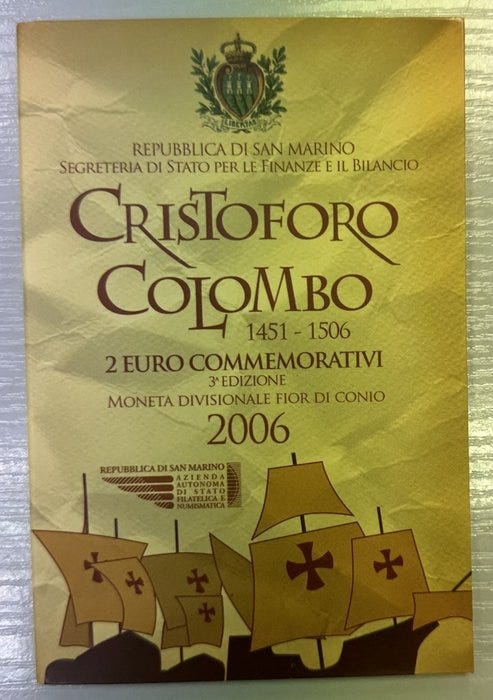 LIBERTAS
REPUBBLICA DI SAN MARINO
SEGRETERIA DI STATO PER LE FINANZE E IL BILANCIO
CRISTOFORO
COLOMBO
1451 - 1506
2 EURO COMMEMORATIVI
3ª EDIZIONE
MONETA DIVISIONALE FIOR DI CONIO
2006
REPUBBLICA DI SAN MARINO
AZIENDA
AUTONOMA
DI STATO
FILATELICA E
NUMISMATICA